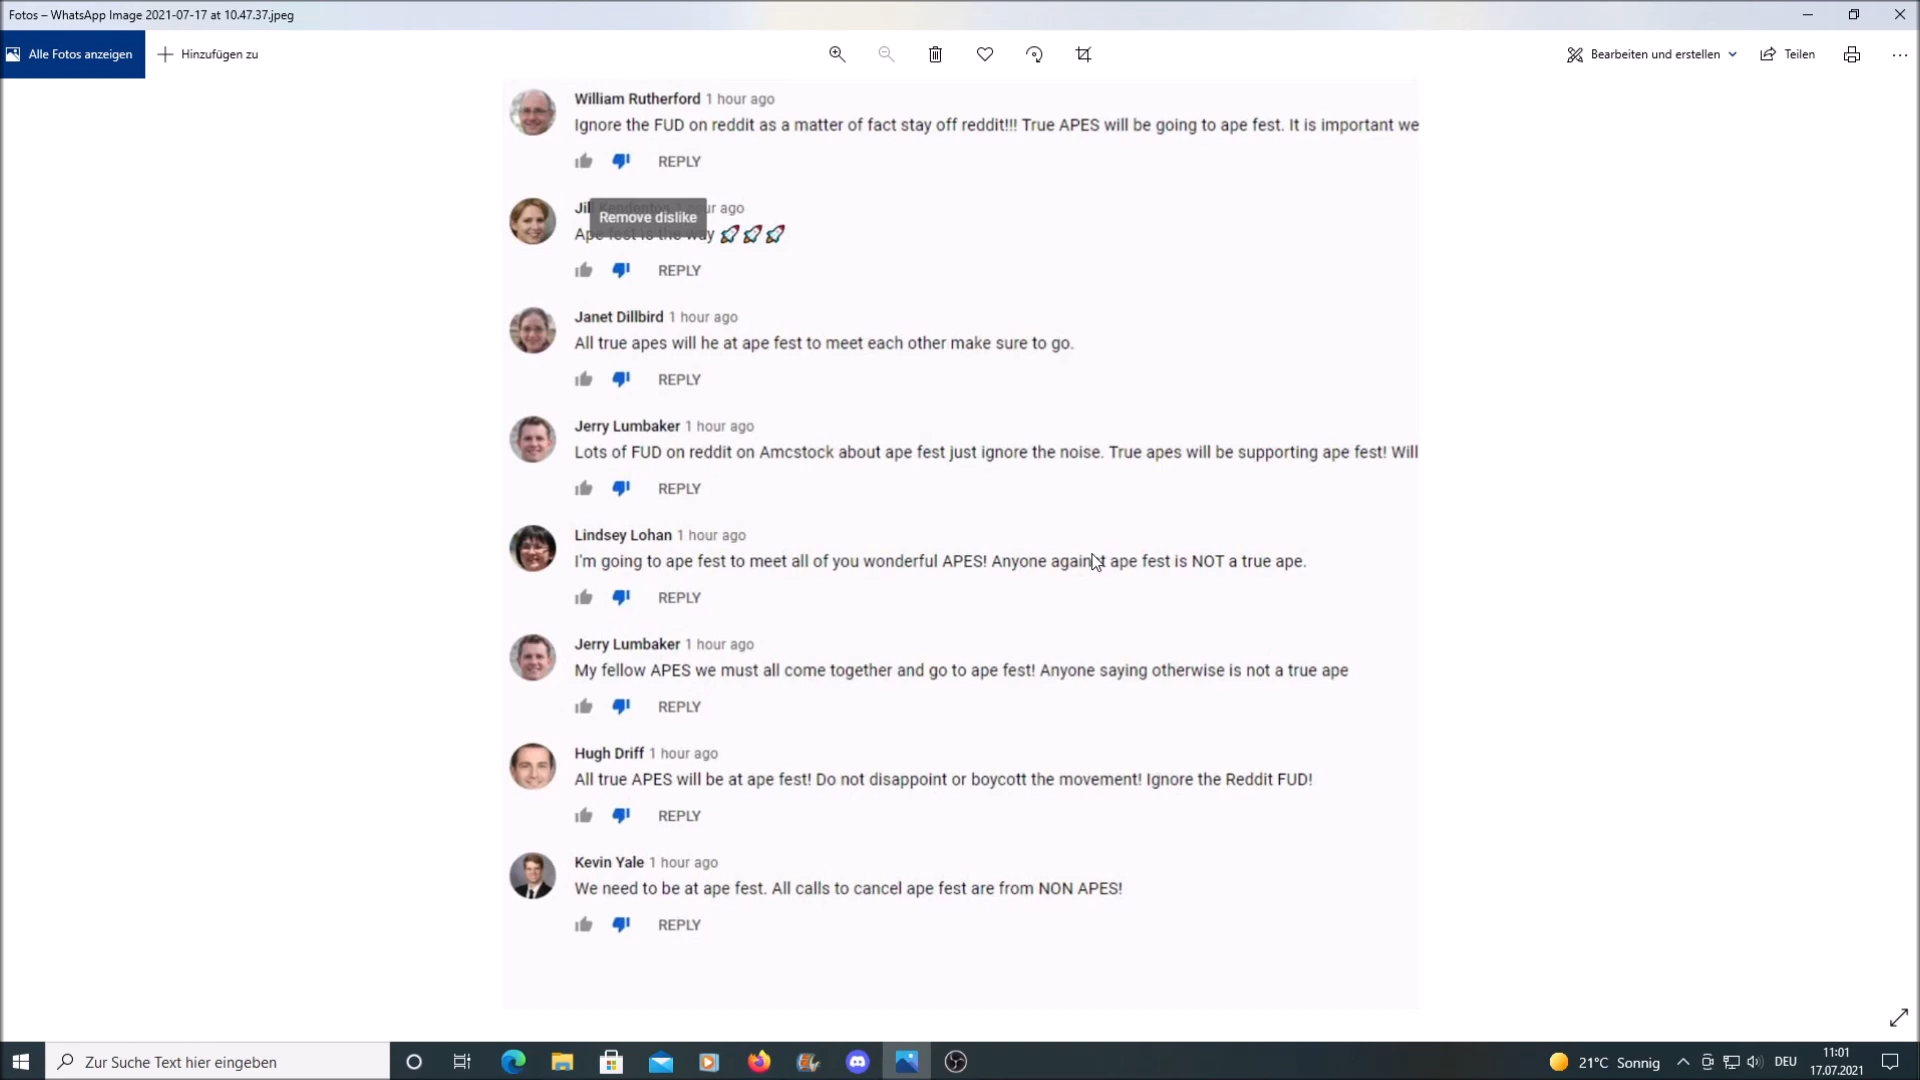 Fotos – WhatsApp Image 2021-07-17 at 10.47.37.jpeg
Alle Fotos anzeigen
Hinzufügen zu
Bearbeiten und erstellen
Teilen
William Rutherford 1 hour ago
Ignore the FUD on reddit as a matter of fact stay off reddit!!! True APES will be going to ape fest. It is important we
REPLY
Jill Kendentos 1 hour ago
Remove dislike
Ape fest is the way 🚀🚀🚀
REPLY
Janet Dillbird 1 hour ago
All true apes will he at ape fest to meet each other make sure to go.
REPLY
Jerry Lumbaker 1 hour ago
Lots of FUD on reddit on Amcstock about ape fest just ignore the noise. True apes will be supporting ape fest! Will
REPLY
Lindsey Lohan 1 hour ago
I'm going to ape fest to meet all of you wonderful APES! Anyone against ape fest is NOT a true ape.
REPLY
Jerry Lumbaker 1 hour ago
My fellow APES we must all come together and go to ape fest! Anyone saying otherwise is not a true ape
REPLY
Hugh Driff 1 hour ago
All true APES will be at ape fest! Do not disappoint or boycott the movement! Ignore the Reddit FUD!
REPLY
Kevin Yale 1 hour ago
We need to be at ape fest. All calls to cancel ape fest are from NON APES!
REPLY
Zur Suche Text hier eingeben
21°C Sonnig
DEU
11:01
17.07.2021